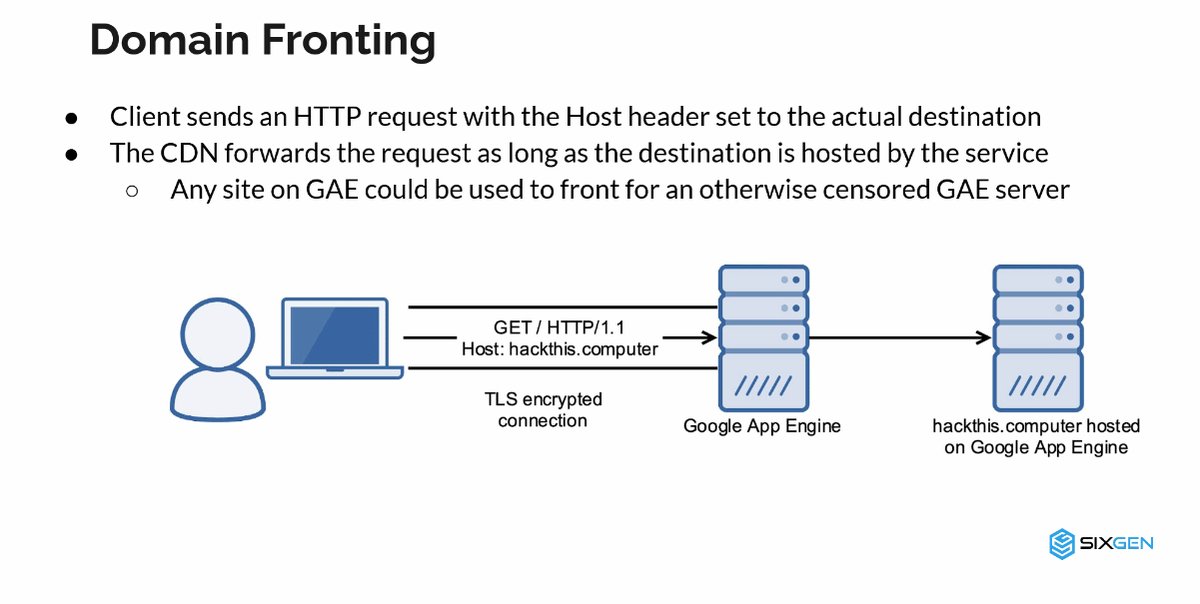 Domain Fronting
● Client sends an HTTP request with the Host header set to the actual destination
● The CDN forwards the request as long as the destination is hosted by the service
○ Any site on GAE could be used to front for an otherwise censored GAE server
GET / HTTP/1.1
Host: hackthis.computer
TLS encrypted
connection
Google App Engine
hackthis.computer hosted
on Google App Engine
SIXGEN